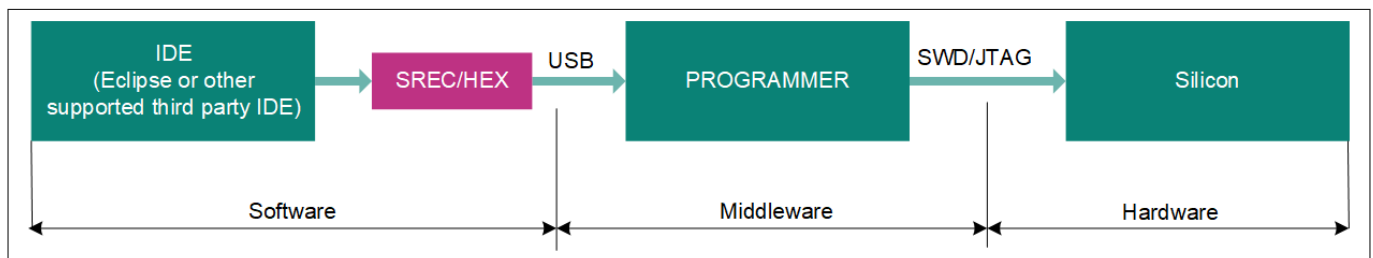 IDE
(Eclipse or other
supported third party IDE)
SREC/HEX
USB
PROGRAMMER
SWD/JTAG
Silicon
Software
Middleware
Hardware